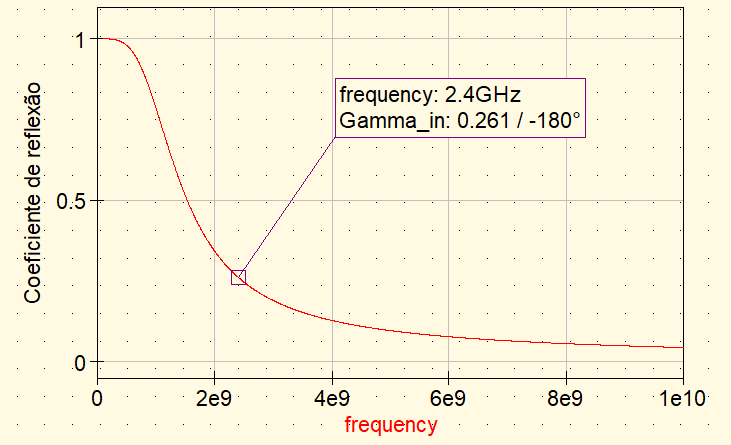 Coeficiente de reflexão
1
0.5
0
frequency: 2.4GHz
Gamma_in: 0.261 / -180°
0 2e9 4e9 6e9 8e9 1e10
frequency